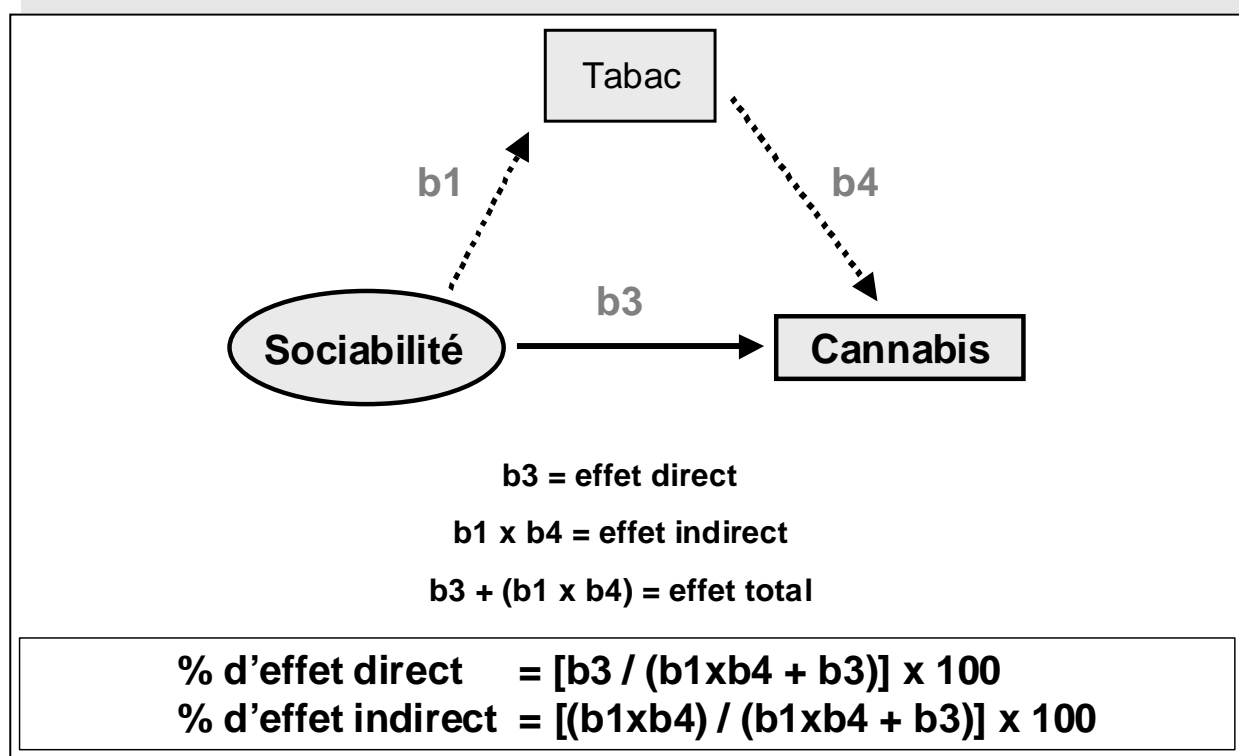 Tabac
b1
b4
b3
Sociabilité
Cannabis
b3 = effet direct
b1 x b4 = effet indirect
b3 + (b1 x b4) = effet total
% d’effet direct = [b3 / (b1xb4 + b3)] x 100
% d’effet indirect = [(b1xb4) / (b1xb4 + b3)] x 100